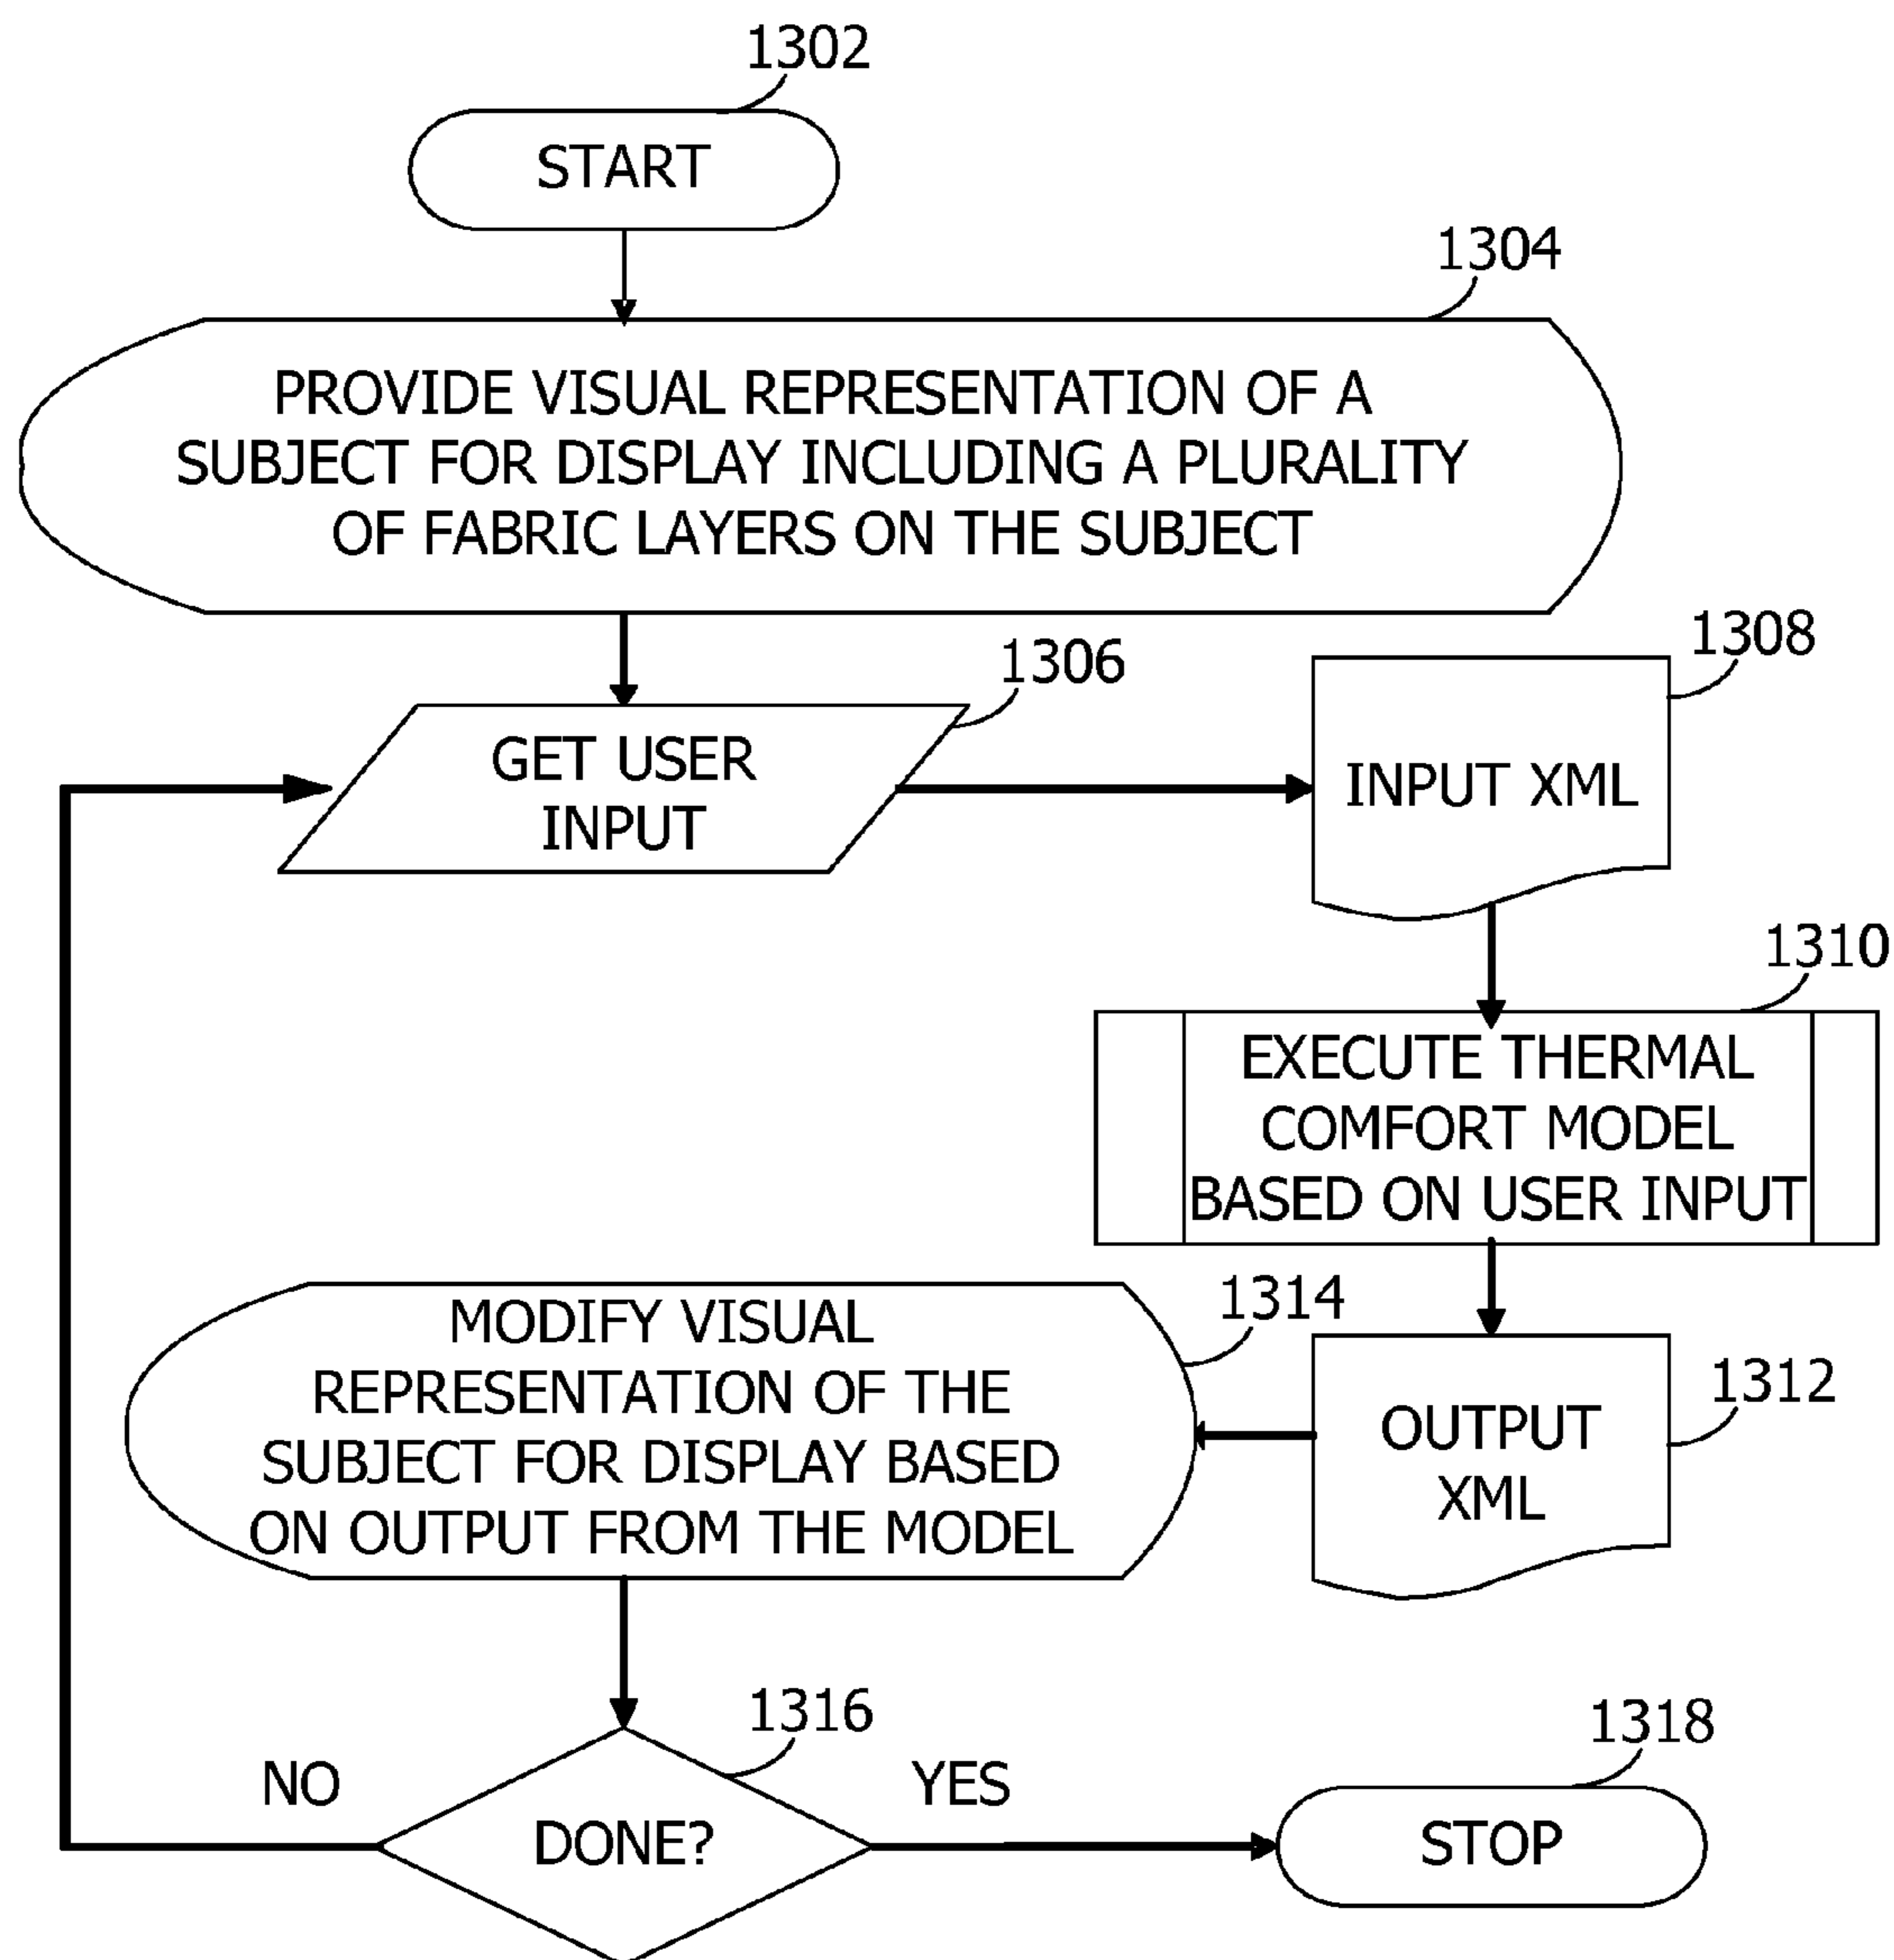 1302
START
1304
PROVIDE VISUAL REPRESENTATION OF A
SUBJECT FOR DISPLAY INCLUDING A PLURALITY
OF FABRIC LAYERS ON THE SUBJECT
1306
GET USER
INPUT
1308
INPUT XML
1310
EXECUTE THERMAL
COMFORT MODEL
BASED ON USER INPUT
1312
OUTPUT
XML
1314
MODIFY VISUAL
REPRESENTATION OF THE
SUBJECT FOR DISPLAY BASED
ON OUTPUT FROM THE MODEL
1316
DONE?
NO
YES
1318
STOP